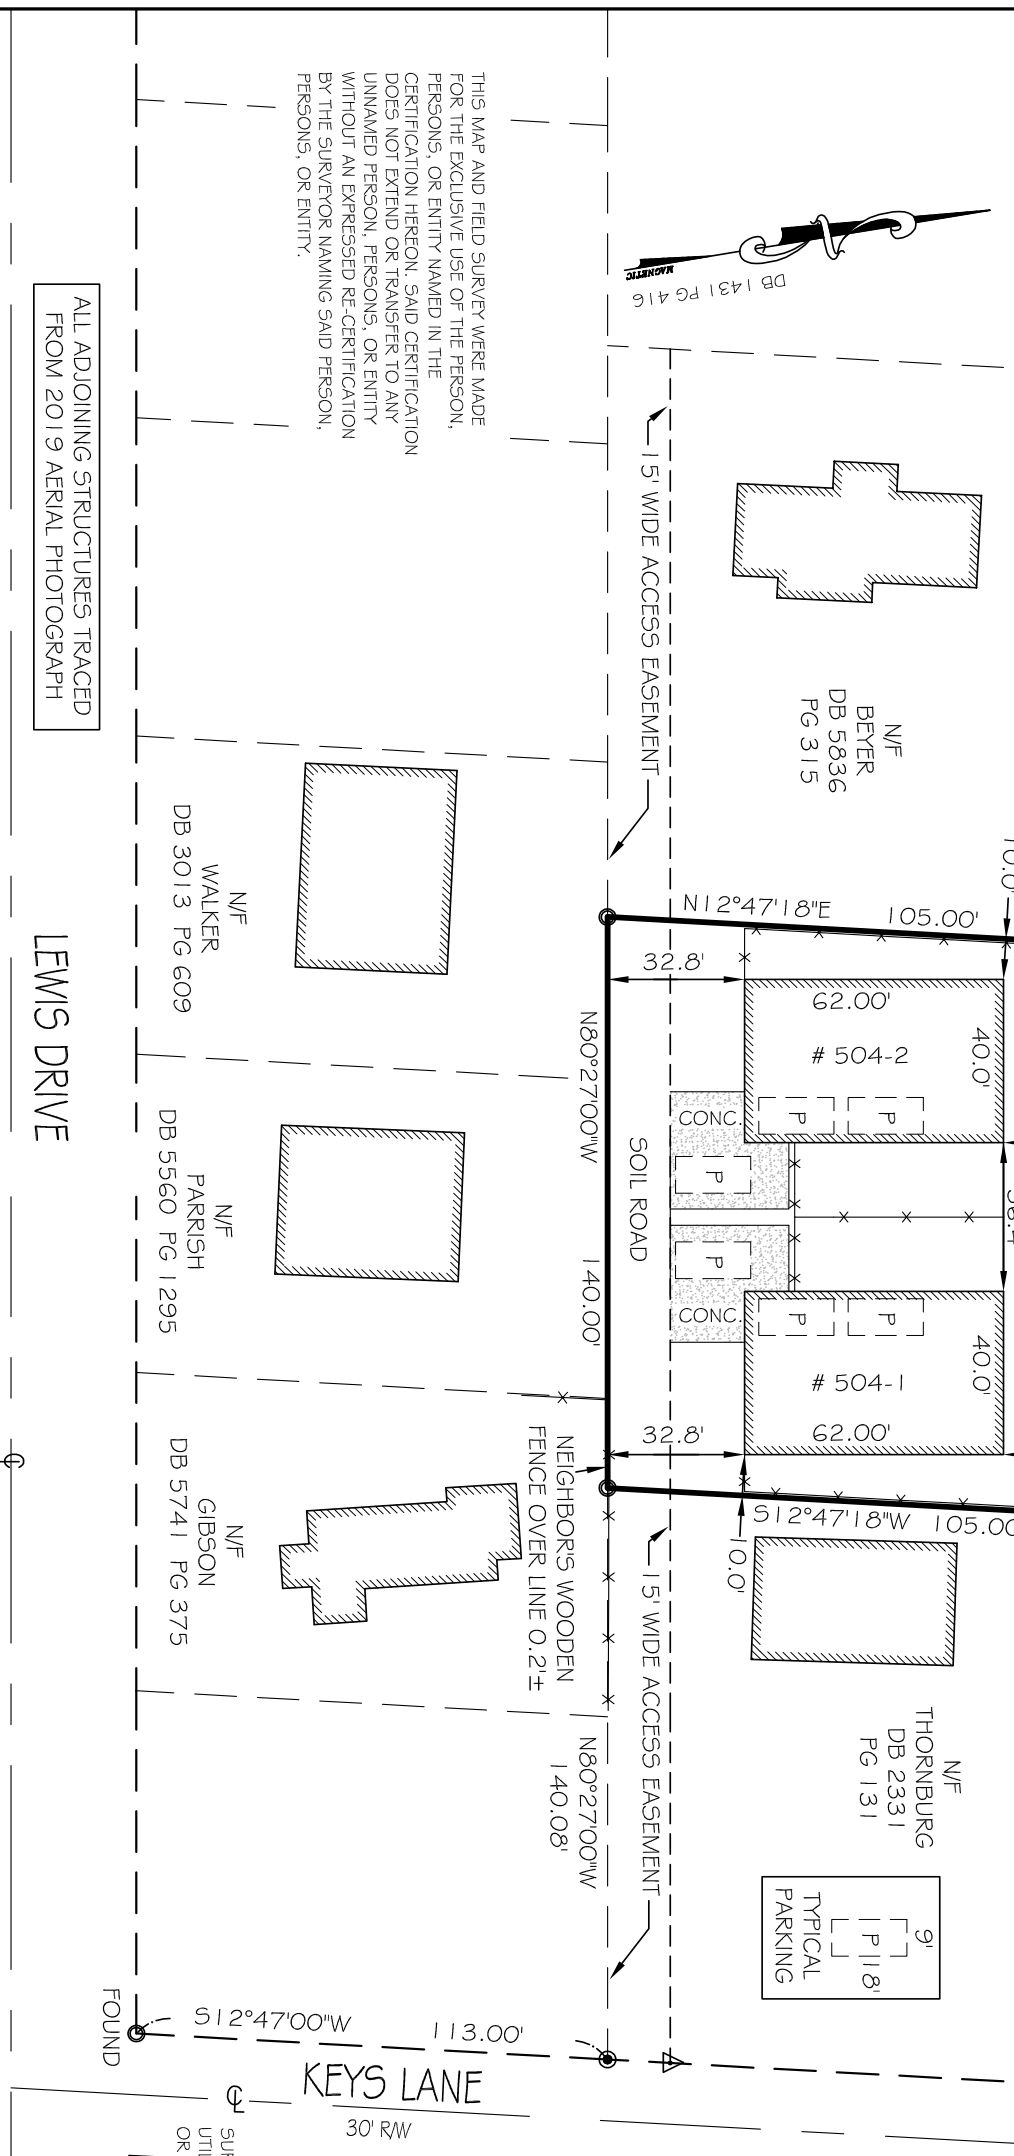 THIS MAP AND FIELD SURVEY WERE MADE
FOR THE EXCLUSIVE USE OF THE PERSON,
PERSONS, OR ENTITY NAMED IN THE
CERTIFICATION HEREON. SAID CERTIFICATION
DOES NOT EXTEND OR TRANSFER TO ANY
UNNAMED PERSON, PERSONS, OR ENTITY
WITHOUT AN EXPRESSED RE-CERTIFICATION
BY THE SURVEYOR NAMING SAID PERSON,
PERSONS, OR ENTITY.
MAGNETIC
DB 1431 PG 416
ALL ADJOINING STRUCTURES TRACED
FROM 2019 AERIAL PHOTOGRAPH
15' WIDE ACCESS EASEMENT
N/F
BEYER
DB 5836
PG 315
N/F
WALKER
DB 3013 PG 609
LEWIS DRIVE
10.0'
N12°47'18"E 105.00'
32.8'
62.00'
40.0'
# 504-2
P
P
CONC.
P
N80°27'00"W 140.00'
SOIL ROAD
N/F
PARRISH
DB 5560 PG 1295
P
CONC.
P
P
40.0'
# 504-1
62.00'
32.8'
S12°47'18"W 105.00
10.0'
NEIGHBOR'S WOODEN
FENCE OVER LINE 0.2'±
N/F
GIBSON
DB 5741 PG 375
15' WIDE ACCESS EASEMENT
N/F
THORNBURG
DB 2331
PG 131
N80°27'00"W
140.08'
9'
P 18'
TYPICAL
PARKING
FOUND
S12°47'00"W 113.00'
KEYS LANE
30' R/W
SUR
UTIL
OR